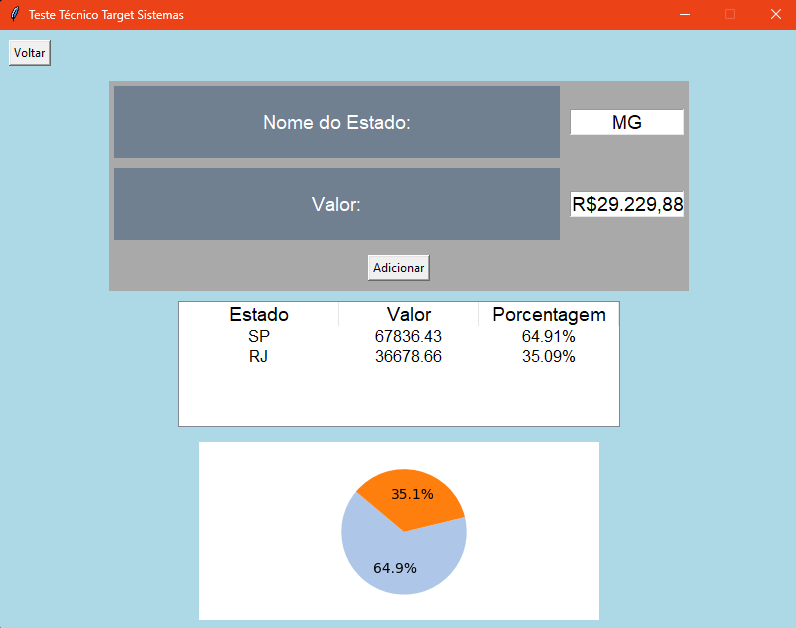 Teste Técnico Target Sistemas
Voltar
Nome do Estado: MG
Valor: R$29.229,88
Adicionar
Estado Valor Porcentagem
SP 67836.43 64.91%
RJ 36678.66 35.09%
35.1%
64.9%